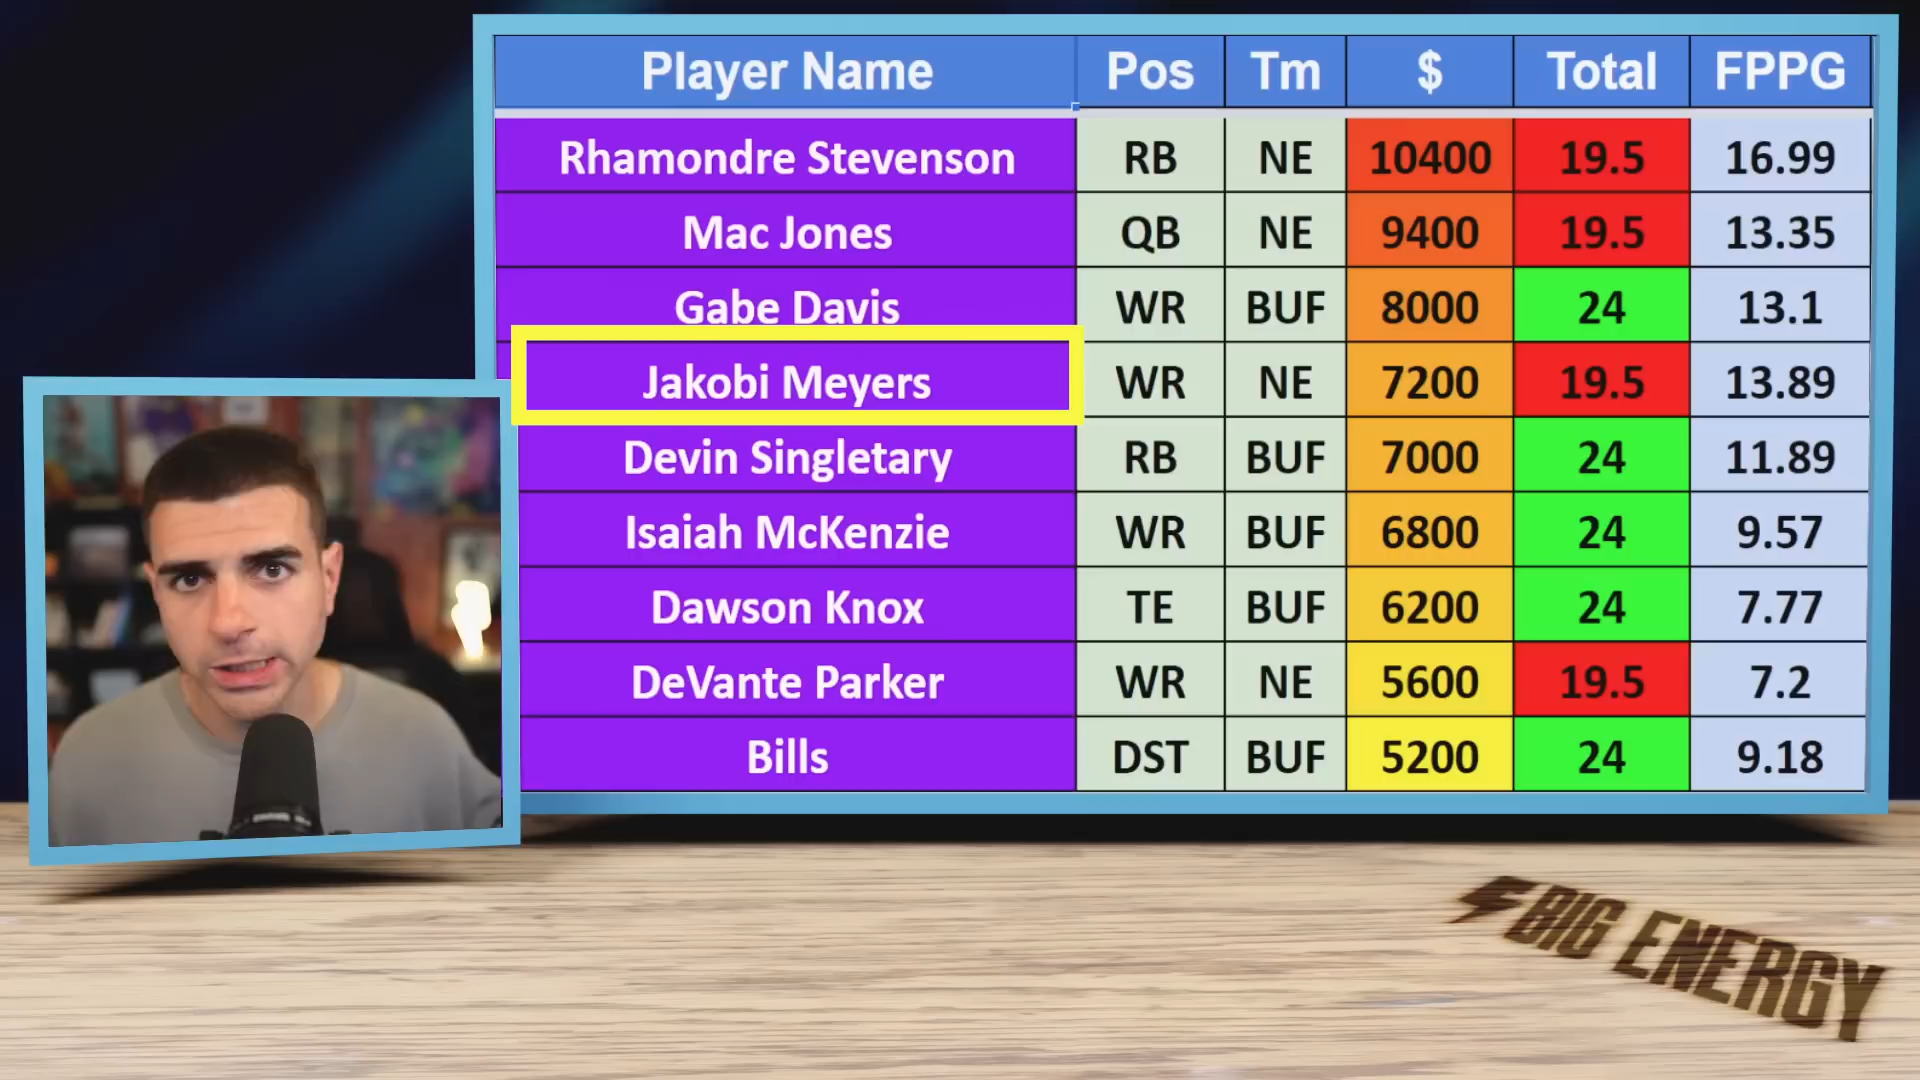 Player Name Pos Tm $ Total FPPG
Rhamondre Stevenson RB NE 10400 19.5 16.99
Mac Jones QB NE 9400 19.5 13.35
Gabe Davis WR BUF 8000 24 13.1
Jakobi Meyers WR NE 7200 19.5 13.89
Devin Singletary RB BUF 7000 24 11.89
Isaiah McKenzie WR BUF 6800 24 9.57
Dawson Knox TE BUF 6200 24 7.77
DeVante Parker WR NE 5600 19.5 7.2
Bills DST BUF 5200 24 9.18
BIG ENERGY